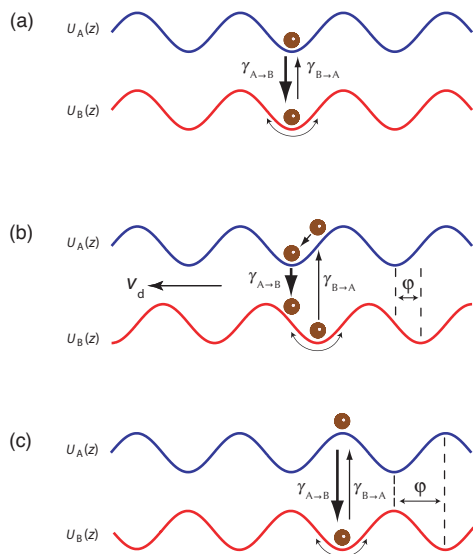 (a)
U_A(z)
γ_A→B γ_B→A
U_B(z)
(b)
U_A(z)
v_d
γ_A→B γ_B→A
φ
U_B(z)
(c)
U_A(z)
γ_A→B γ_B→A
φ
U_B(z)